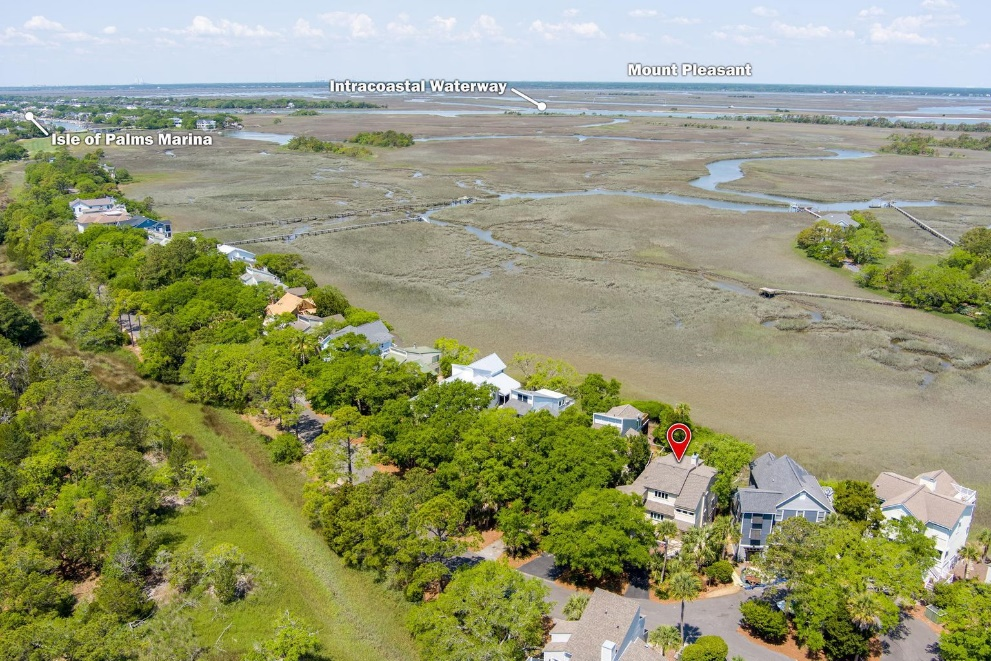 Mount Pleasant
Intracoastal Waterway
Isle of Palms Marina